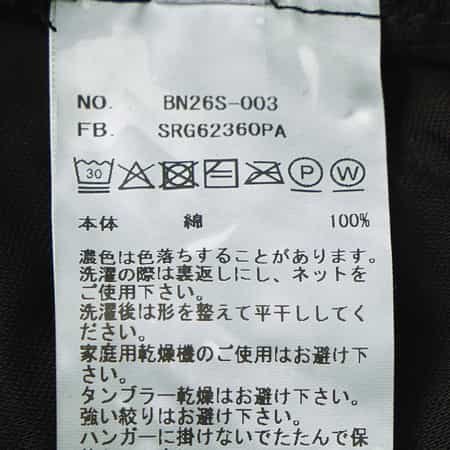 NO. BN26S-003
FB. SRG62360PA
30 P W
本体 綿 100%
濃色は色落ちすることがあります。
洗濯の際は裏返しにし、ネットを
ご使用下さい。
洗濯後は形を整えて平干ししてく
ださい。
家庭用乾燥機のご使用はお避け下
さい。
タンブラー乾燥はお避け下さい。
強い絞りはお避け下さい。
ハンガーに掛けないでたたんで保